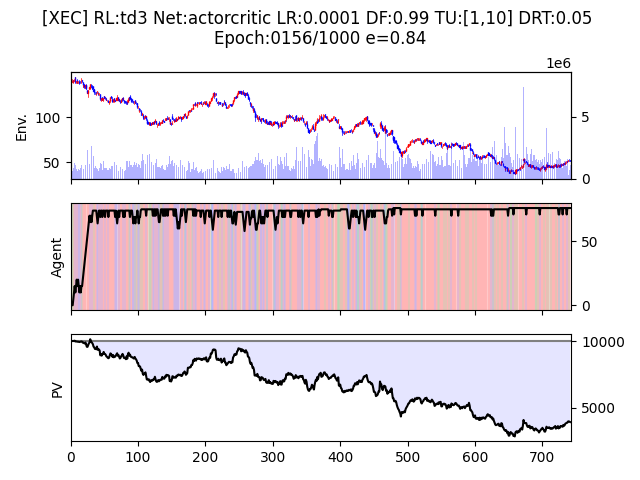 [XEC] RL:td3 Net:actorcritic LR:0.0001 DF:0.99 TU:[1,10] DRT:0.05
Epoch:0156/1000 e=0.84
1e6
Env.
100
50
5
0
Agent
50
0
PV
10000
5000
0 100 200 300 400 500 600 700